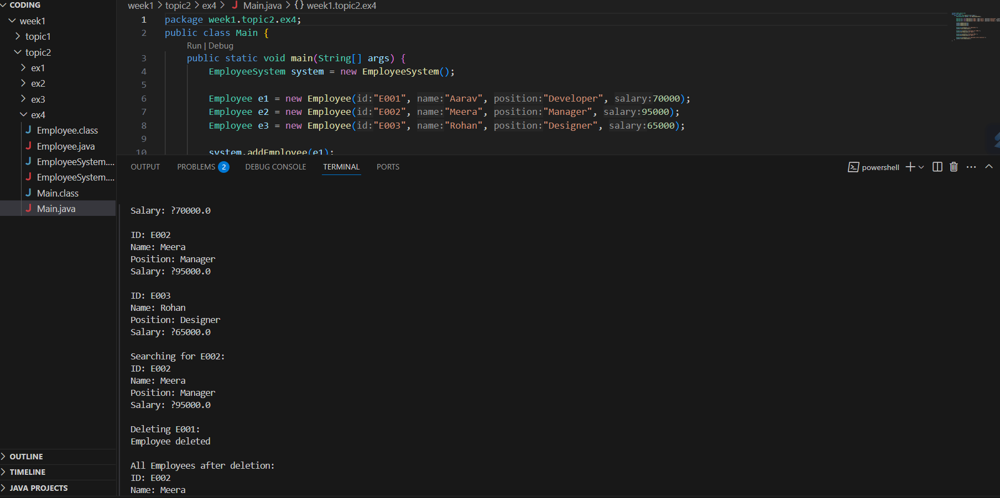 CODING
week1
topic1
topic2
ex1
ex2
ex3
ex4
Employee.class
Employee.java
EmployeeSystem....
EmployeeSystem....
Main.class
Main.java
OUTLINE
TIMELINE
JAVA PROJECTS
week1 > topic2 > ex4 > J Main.java > {} week1.topic2.ex4
1 package week1.topic2.ex4;
2 public class Main {
Run | Debug
3 public static void main(String[] args) {
4 EmployeeSystem system = new EmployeeSystem();
5
6 Employee e1 = new Employee(id:"E001", name:"Aarav", position:"Developer", salary:70000);
7 Employee e2 = new Employee(id:"E002", name:"Meera", position:"Manager", salary:95000);
8 Employee e3 = new Employee(id:"E003", name:"Rohan", position:"Designer", salary:65000);
9
10 system.addEmployee(e1);
OUTPUT PROBLEMS 2 DEBUG CONSOLE TERMINAL PORTS powershell
Salary: ?70000.0
ID: E002
Name: Meera
Position: Manager
Salary: ?95000.0
ID: E003
Name: Rohan
Position: Designer
Salary: ?65000.0
Searching for E002:
ID: E002
Name: Meera
Position: Manager
Salary: ?95000.0
Deleting E001:
Employee deleted
All Employees after deletion:
ID: E002
Name: Meera